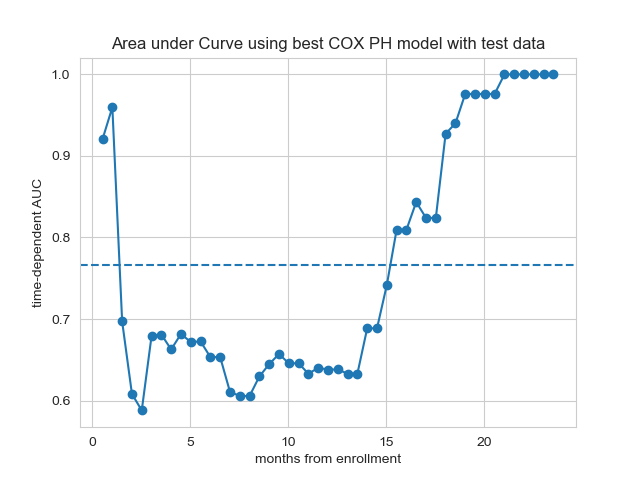 Area under Curve using best COX PH model with test data
1.0
0.9
0.8
0.7
0.6
time-dependent AUC
0 5 10 15 20
months from enrollment